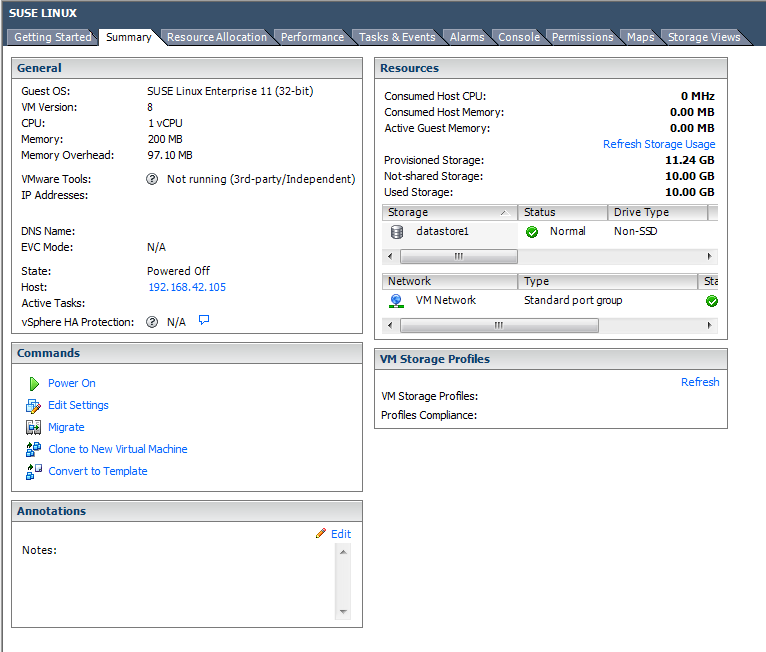 SUSE LINUX
Getting Started Summary Resource Allocation Performance Tasks & Events Alarms Console Permissions Maps Storage Views
General
Guest OS: SUSE Linux Enterprise 11 (32-bit)
VM Version: 8
CPU: 1 vCPU
Memory: 200 MB
Memory Overhead: 97.10 MB
VMware Tools: Not running (3rd-party/Independent)
IP Addresses:
DNS Name:
EVC Mode: N/A
State: Powered Off
Host: 192.168.42.105
Active Tasks:
vSphere HA Protection: N/A
Commands
Power On
Edit Settings
Migrate
Clone to New Virtual Machine
Convert to Template
Annotations
Edit
Notes:
Resources
Consumed Host CPU: 0 MHz
Consumed Host Memory: 0.00 MB
Active Guest Memory: 0.00 MB
Refresh Storage Usage
Provisioned Storage: 11.24 GB
Not-shared Storage: 10.00 GB
Used Storage: 10.00 GB
Storage Status Drive Type
datastore1 Normal Non-SSD
Network Type Sta
VM Network Standard port group
VM Storage Profiles
Refresh
VM Storage Profiles:
Profiles Compliance: